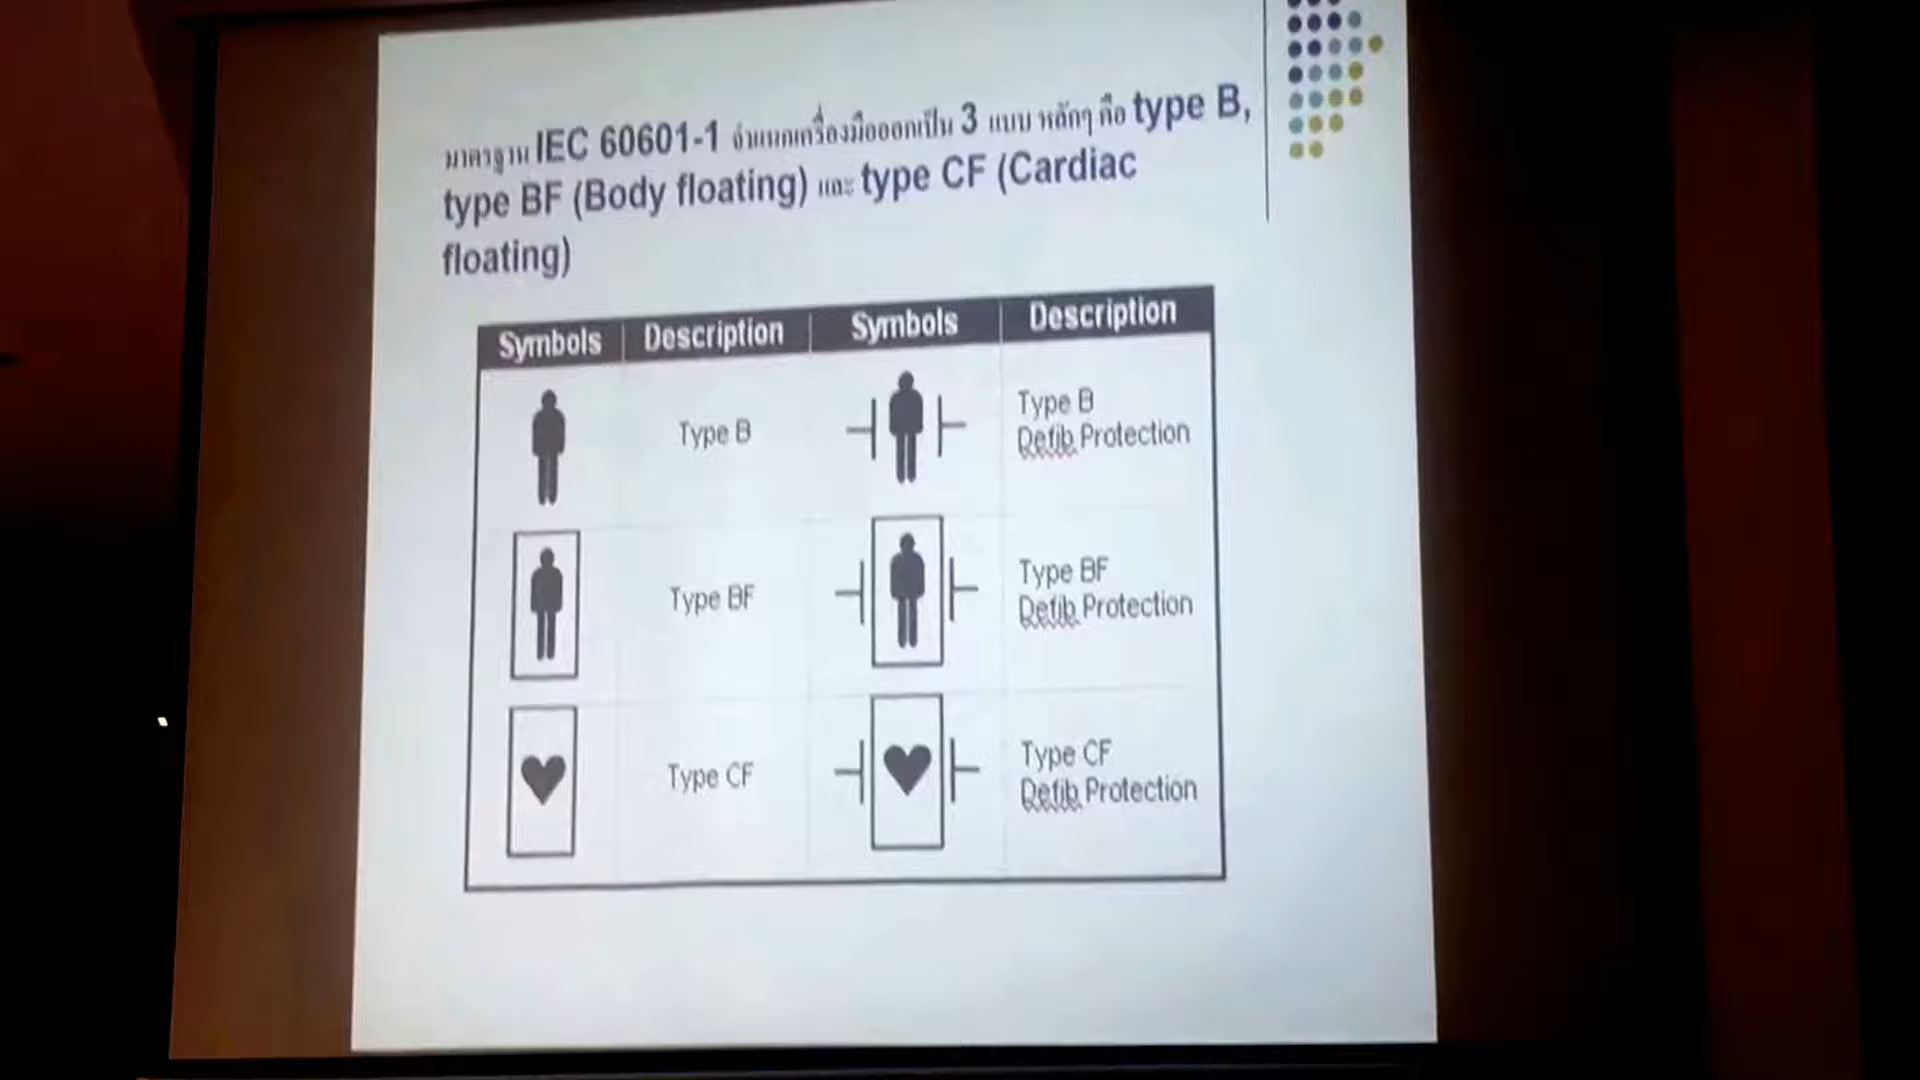 มาตรฐาน IEC 60601-1 จำแนกเครื่องมือออกเป็น 3 แบบ หลักๆ คือ type B,
type BF (Body floating) และ type CF (Cardiac
floating)
Symbols Description Symbols Description
Type B
Type B
Defib Protection
Type BF
Type BF
Defib Protection
Type CF
Type CF
Defib Protection